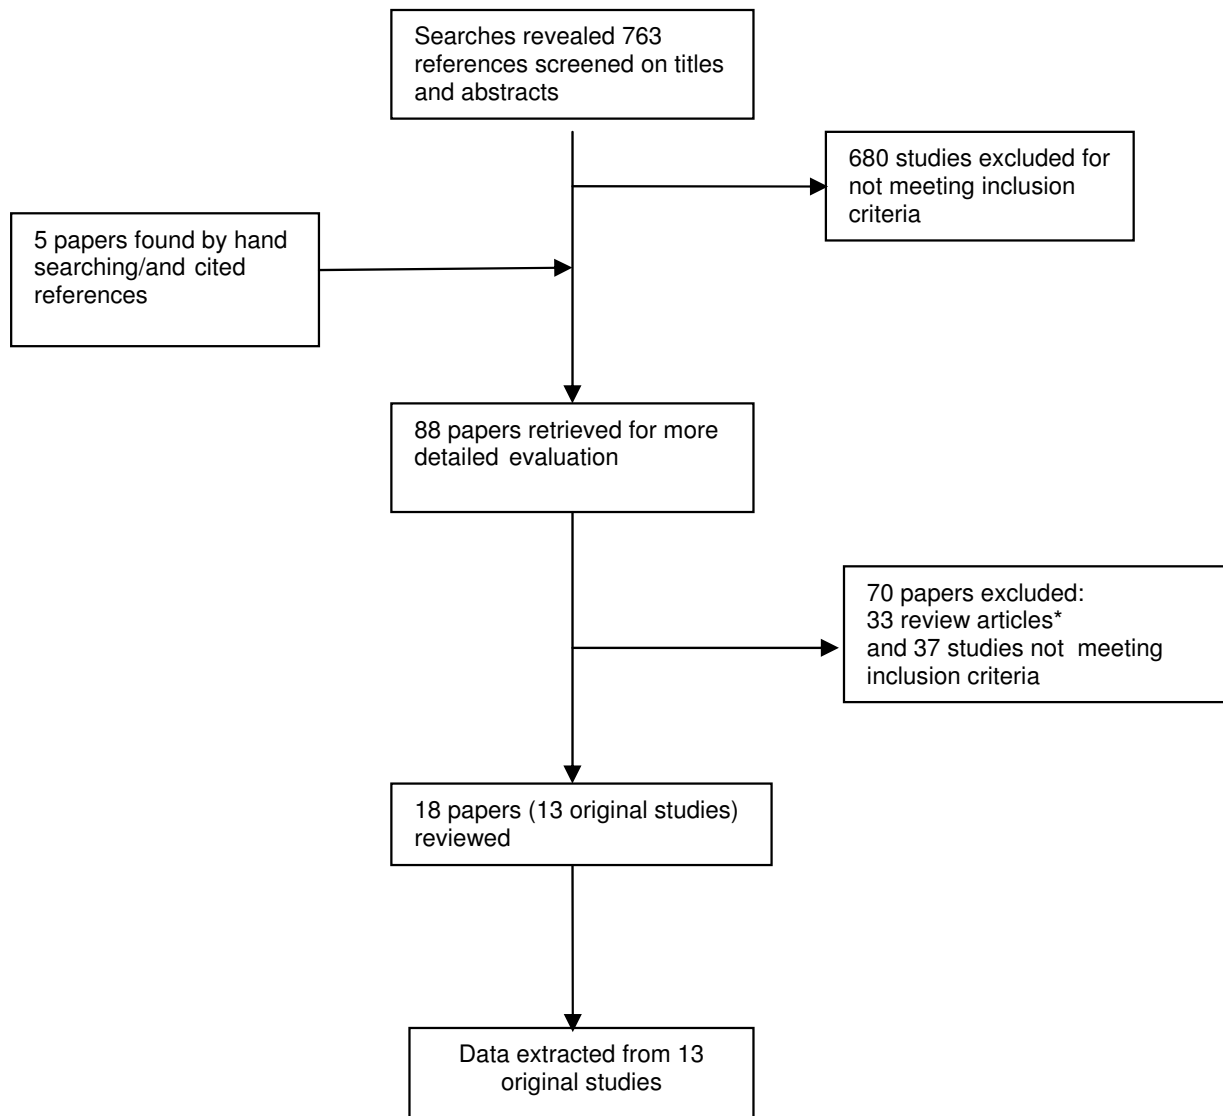 Searches revealed 763
references screened on titles
and abstracts
680 studies excluded for
not meeting inclusion
criteria
5 papers found by hand
searching/and cited
references
88 papers retrieved for more
detailed evaluation
70 papers excluded:
33 review articles*
and 37 studies not meeting
inclusion criteria
18 papers (13 original studies)
reviewed
Data extracted from 13
original studies